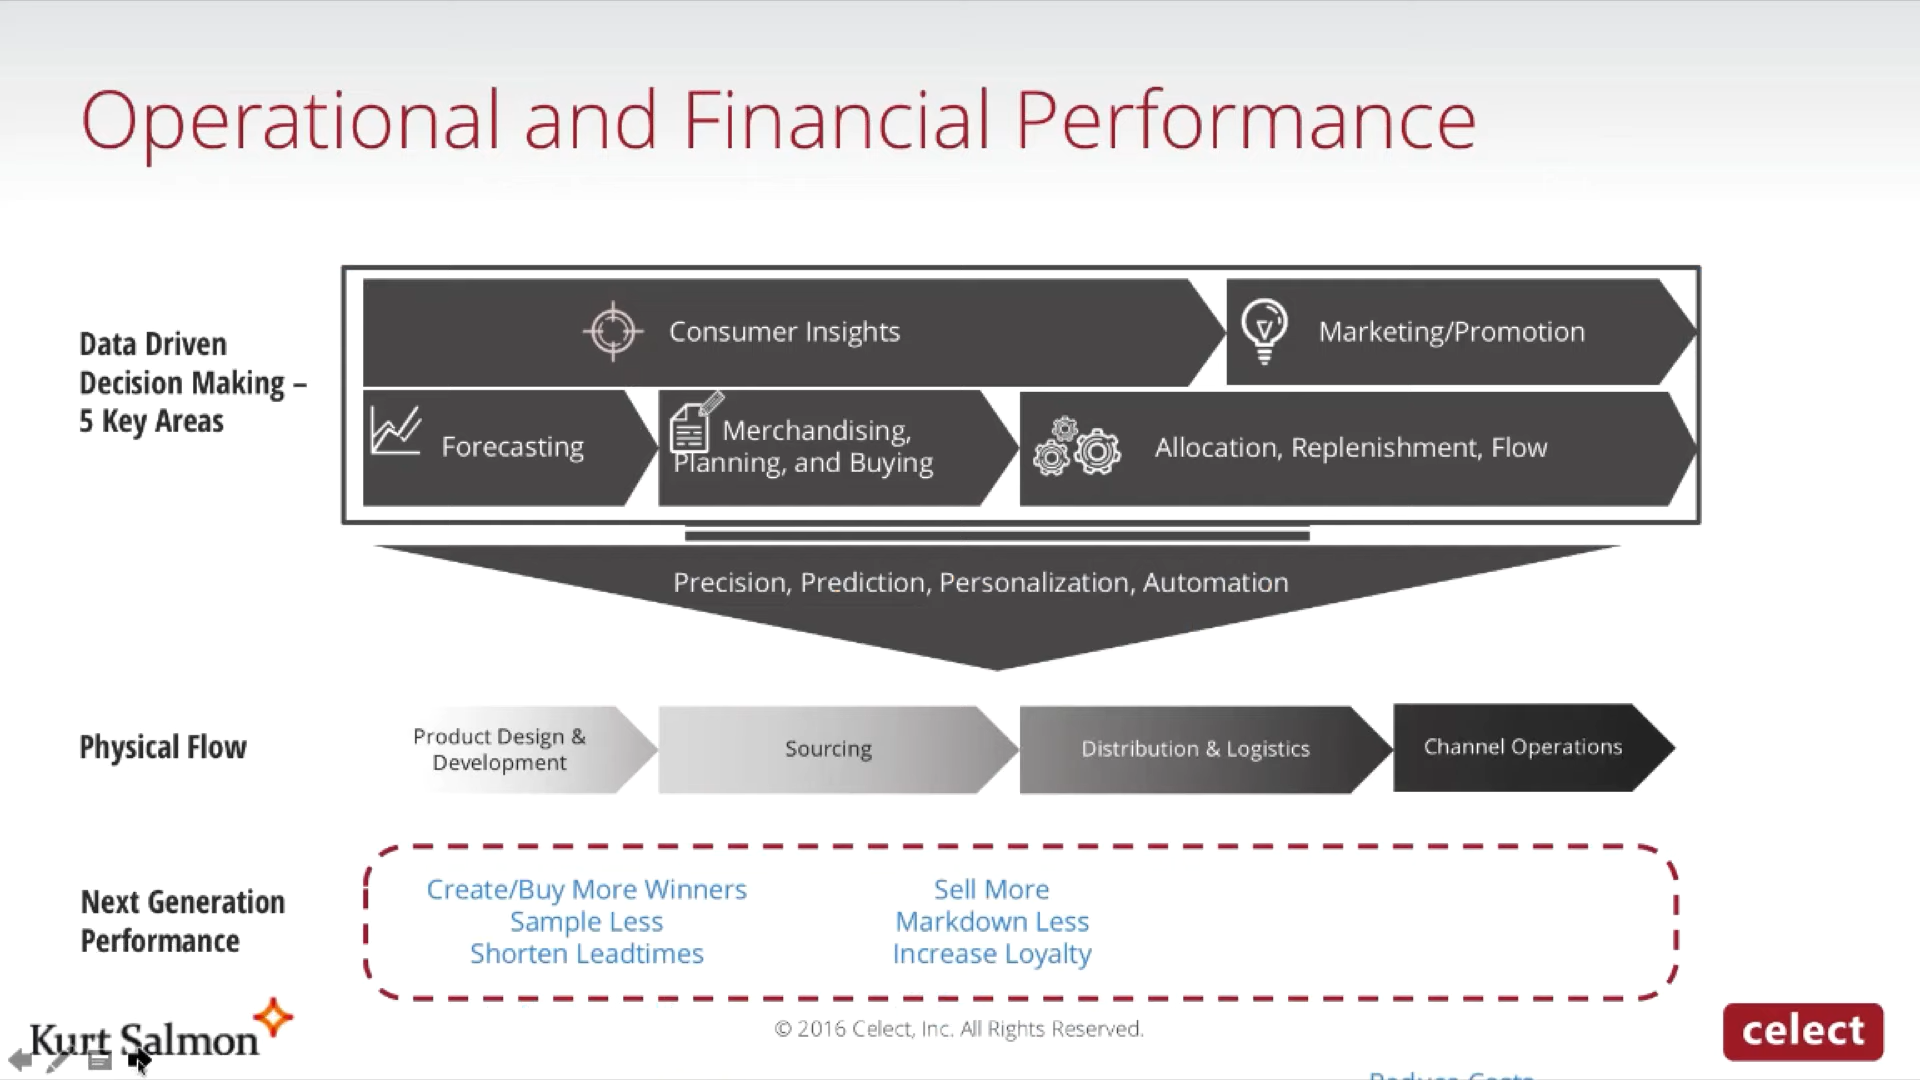 Operational and Financial Performance
Data Driven
Decision Making –
5 Key Areas
Consumer Insights
Marketing/Promotion
Forecasting
Merchandising,
Planning, and Buying
Allocation, Replenishment, Flow
Precision, Prediction, Personalization, Automation
Physical Flow
Product Design &
Development
Sourcing
Distribution & Logistics
Channel Operations
Next Generation
Performance
Create/Buy More Winners
Sample Less
Shorten Leadtimes
Sell More
Markdown Less
Increase Loyalty
Kurt Salmon
© 2016 Celect, Inc. All Rights Reserved.
celect
Reduce Costs